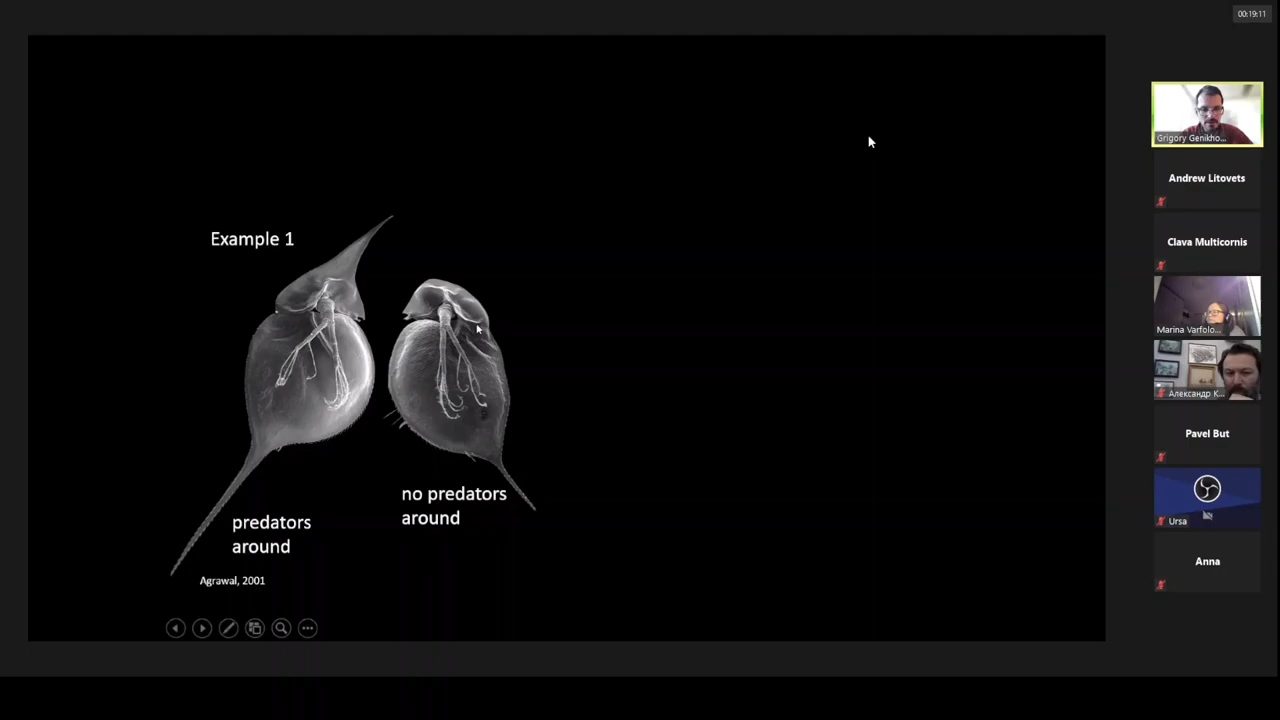 00:19:11
Grigory Genikho...
Andrew Litovets
Clava Multicornis
Marina Varfolo...
Александр К...
Pavel But
Ursa
Anna
Example 1
no predators
around
predators
around
Agrawal, 2001